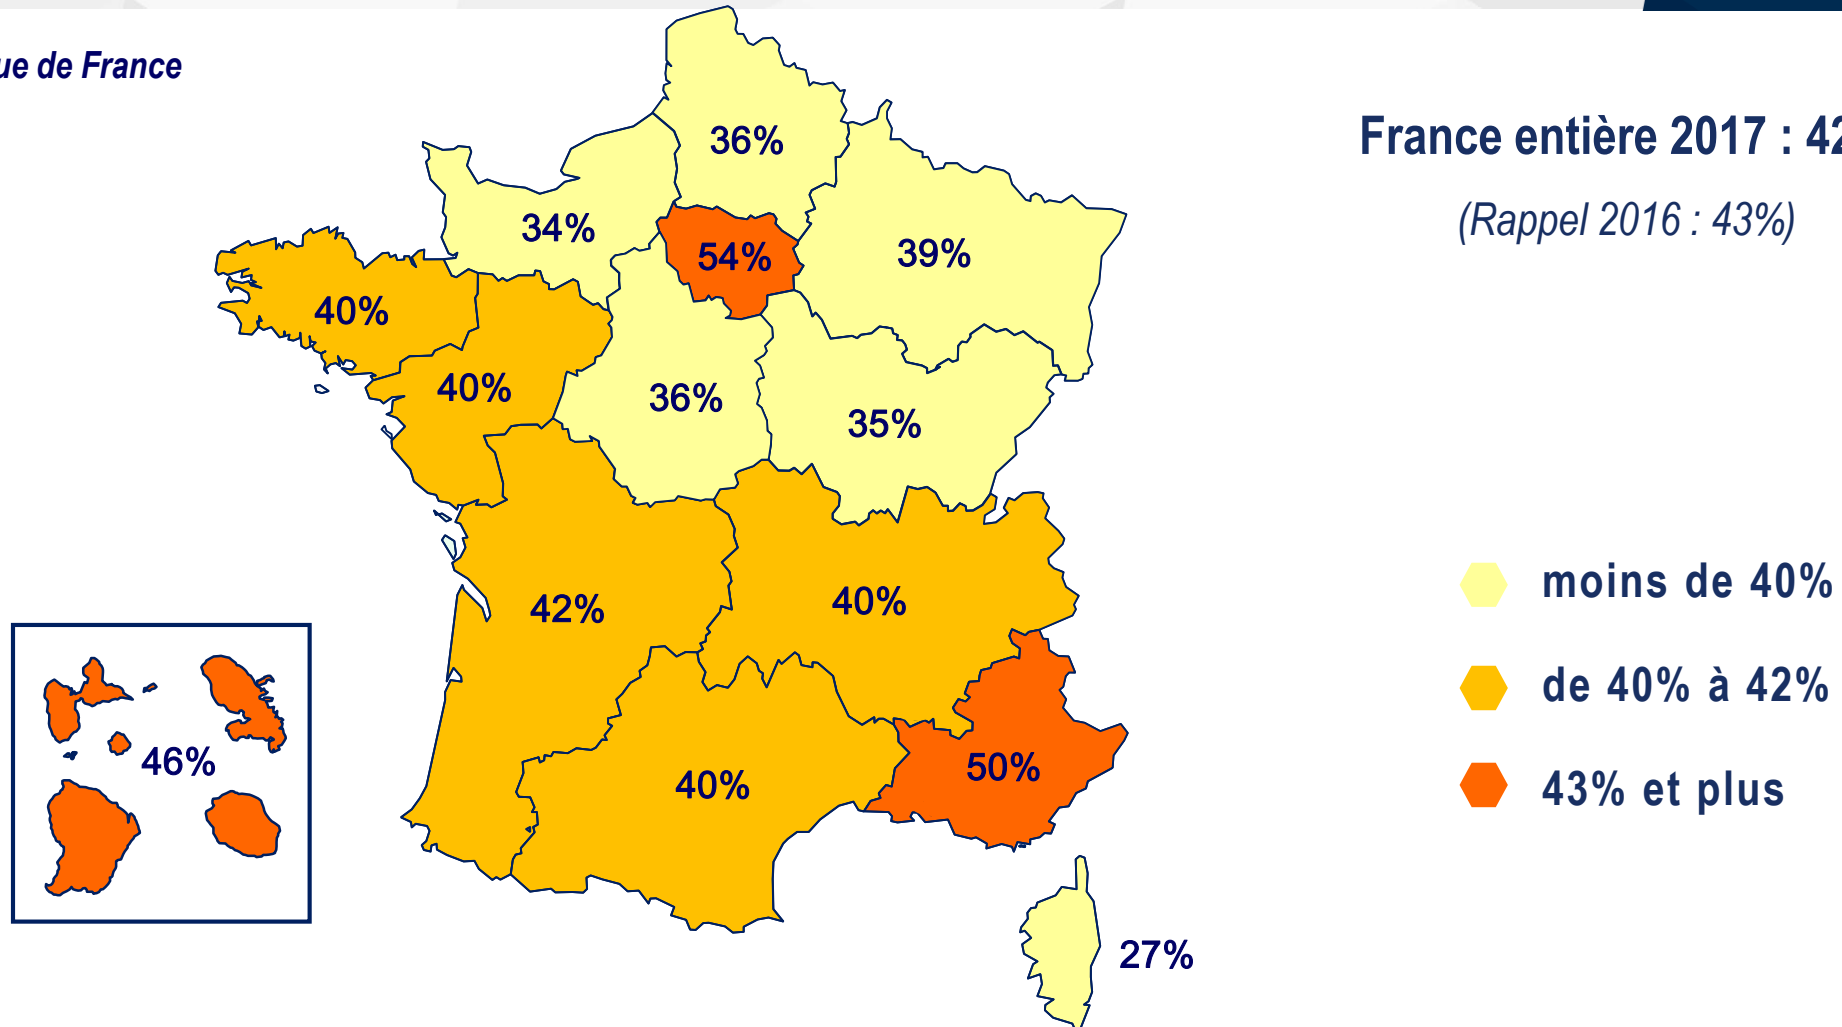 ue de France
France entière 2017 : 42
(Rappel 2016 : 43%)
36%
34%
54%
39%
40%
40%
36%
35%
42%
40%
46%
40%
50%
27%
moins de 40%
de 40% à 42%
43% et plus